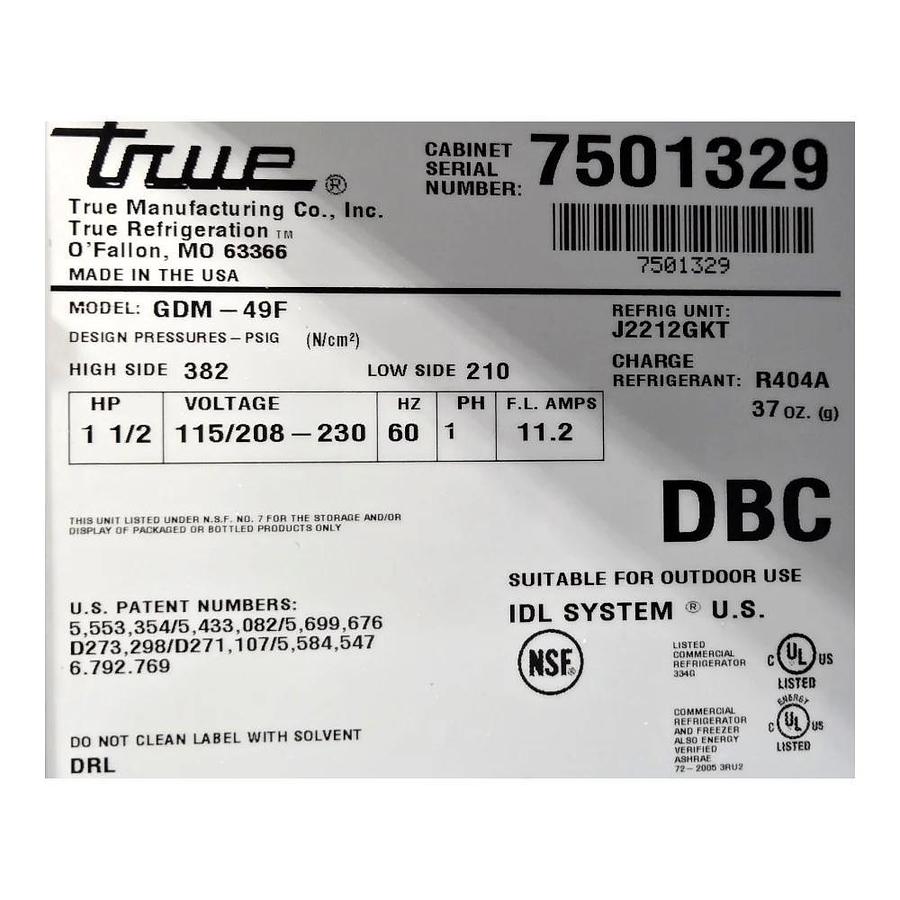 true®
True Manufacturing Co., Inc.
True Refrigeration TM
O'Fallon, MO 63366
MADE IN THE USA
CABINET
SERIAL
NUMBER: 7501329
7501329
MODEL: GDM-49F
DESIGN PRESSURES-PSIG (N/cm²)
HIGH SIDE 382 LOW SIDE 210
REFRIG UNIT:
J2212GKT
CHARGE
REFRIGERANT: R404A
37 OZ. (g)
HP VOLTAGE HZ PH F.L. AMPS
1 1/2 115/208-230 60 1 11.2
DBC
THIS UNIT LISTED UNDER N.S.F. NO. 7 FOR THE STORAGE AND/OR
DISPLAY OF PACKAGED OR BOTTLED PRODUCTS ONLY
SUITABLE FOR OUTDOOR USE
IDL SYSTEM ® U.S.
U.S. PATENT NUMBERS:
5,553,354/5,433,082/5,699,676
D273,298/D271,107/5,584,547
6.792.769
NSF®
LISTED
COMMERCIAL
REFRIGERATOR
334G
C UL US
LISTED
COMMERCIAL
REFRIGERATOR
AND FREEZER
ALSO ENERGY
VERIFIED
ASHRAE
72-2005 3RU2
ENERGY
C UL US
LISTED
DO NOT CLEAN LABEL WITH SOLVENT
DRL